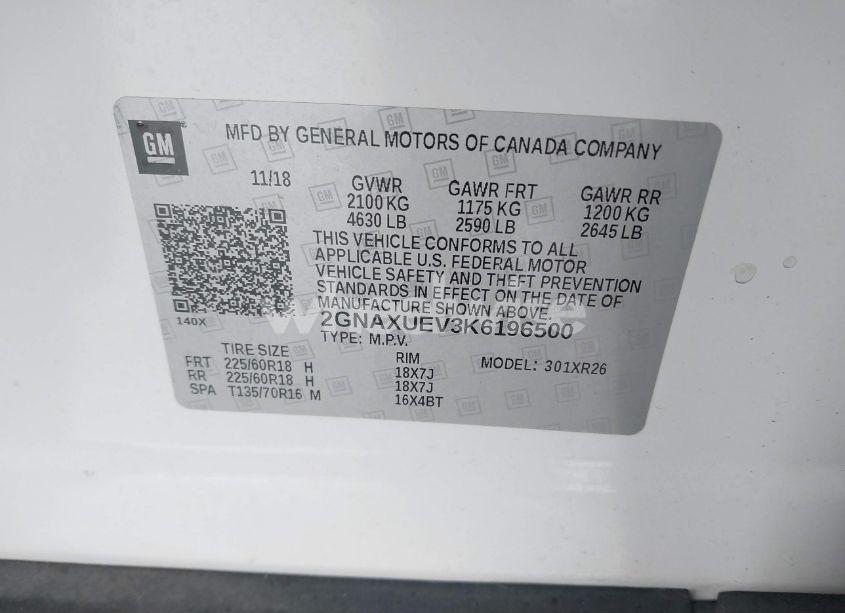 GM
MFD BY GENERAL MOTORS OF CANADA COMPANY
11/18 GVWR GAWR FRT GAWR RR
2100 KG 1175 KG 1200 KG
4630 LB 2590 LB 2645 LB
THIS VEHICLE CONFORMS TO ALL
APPLICABLE U.S. FEDERAL MOTOR
VEHICLE SAFETY AND THEFT PREVENTION
STANDARDS IN EFFECT ON THE DATE OF
MANUFACTURE SHOWN ABOVE.
140X
2GNAXUEV3K6196500
TYPE: M.P.V. MODEL: 301XR26
TIRE SIZE RIM
FRT 225/60R18 H 18X7J
RR 225/60R18 H 18X7J
SPA T135/70R16 M 16X4BT